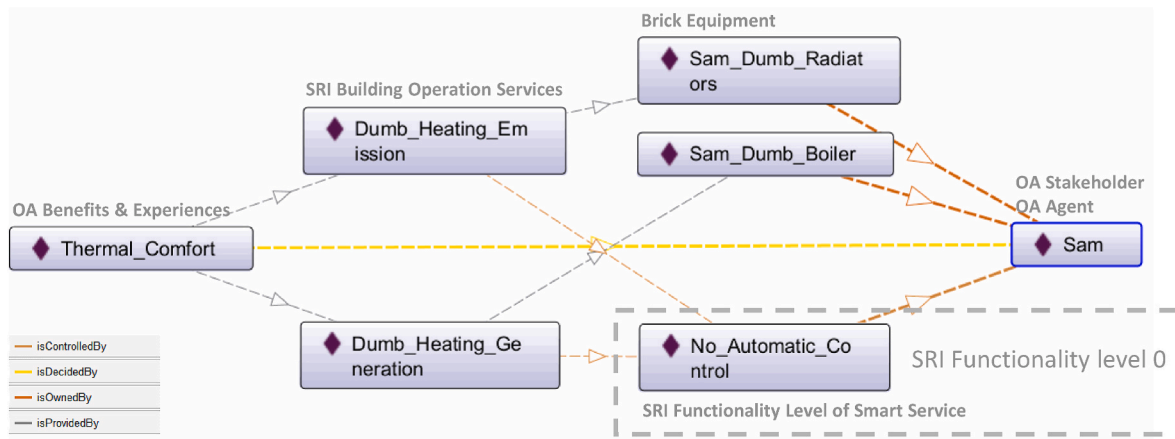 Brick Equipment
Sam_Dumb_Radiat
ors
SRI Building Operation Services
Dumb_Heating_Em
ission
Sam_Dumb_Boiler
OA Stakeholder
OA Agent
OA Benefits & Experiences
Thermal_Comfort
Sam
Dumb_Heating_Ge
neration
No_Automatic_Co
ntrol
SRI Functionality level 0
SRI Functionality Level of Smart Service
isControlledBy
isDecidedBy
isOwnedBy
isProvidedBy